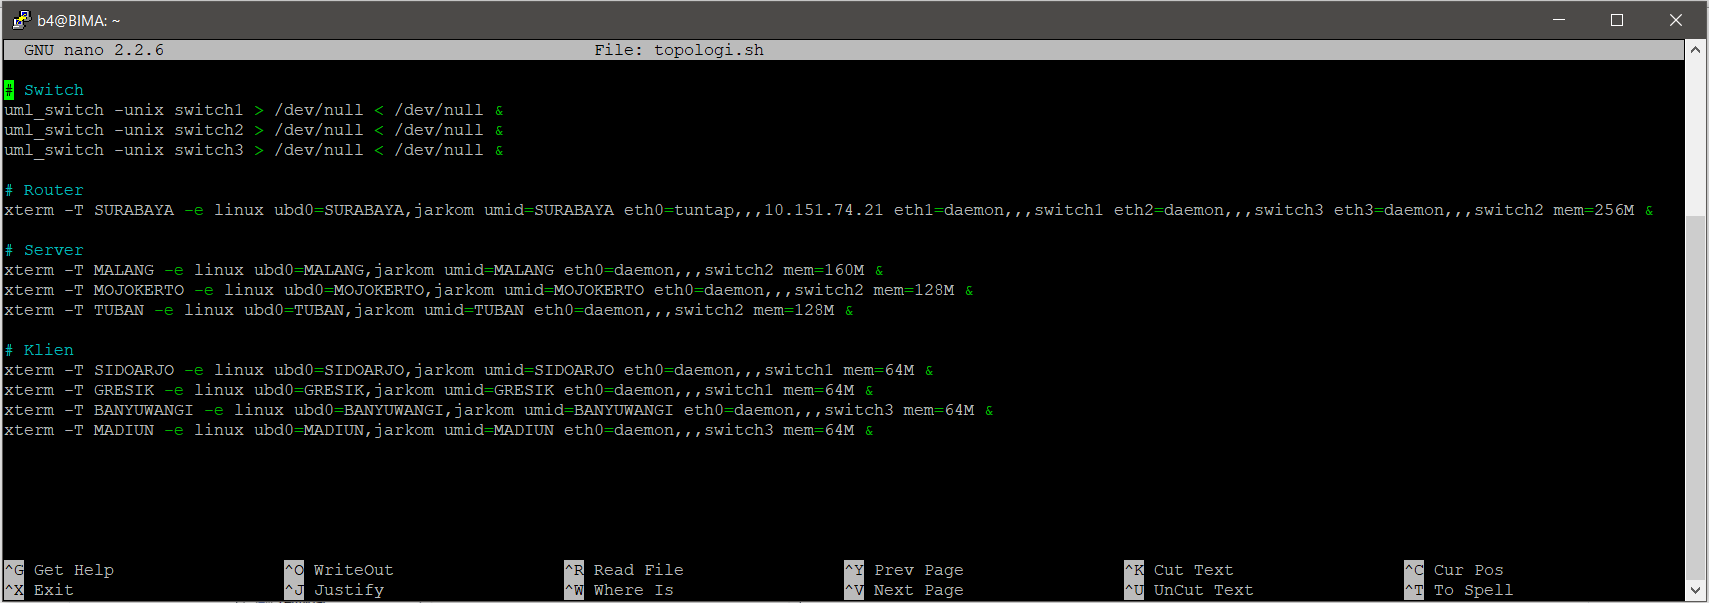 b4@BIMA: ~
GNU nano 2.2.6 File: topologi.sh
# Switch
uml_switch -unix switch1 > /dev/null < /dev/null &
uml_switch -unix switch2 > /dev/null < /dev/null &
uml_switch -unix switch3 > /dev/null < /dev/null &
# Router
xterm -T SURABAYA -e linux ubd0=SURABAYA,jarkom umid=SURABAYA eth0=tuntap,,,10.151.74.21 eth1=daemon,,,switch1 eth2=daemon,,,switch3 eth3=daemon,,,switch2 mem=256M &
# Server
xterm -T MALANG -e linux ubd0=MALANG,jarkom umid=MALANG eth0=daemon,,,switch2 mem=160M &
xterm -T MOJOKERTO -e linux ubd0=MOJOKERTO,jarkom umid=MOJOKERTO eth0=daemon,,,switch2 mem=128M &
xterm -T TUBAN -e linux ubd0=TUBAN,jarkom umid=TUBAN eth0=daemon,,,switch2 mem=128M &
# Klien
xterm -T SIDOARJO -e linux ubd0=SIDOARJO,jarkom umid=SIDOARJO eth0=daemon,,,switch1 mem=64M &
xterm -T GRESIK -e linux ubd0=GRESIK,jarkom umid=GRESIK eth0=daemon,,,switch1 mem=64M &
xterm -T BANYUWANGI -e linux ubd0=BANYUWANGI,jarkom umid=BANYUWANGI eth0=daemon,,,switch3 mem=64M &
xterm -T MADIUN -e linux ubd0=MADIUN,jarkom umid=MADIUN eth0=daemon,,,switch3 mem=64M &
^G Get Help ^O WriteOut ^R Read File ^Y Prev Page ^K Cut Text ^C Cur Pos
^X Exit ^J Justify ^W Where Is ^V Next Page ^U UnCut Text ^T To Spell